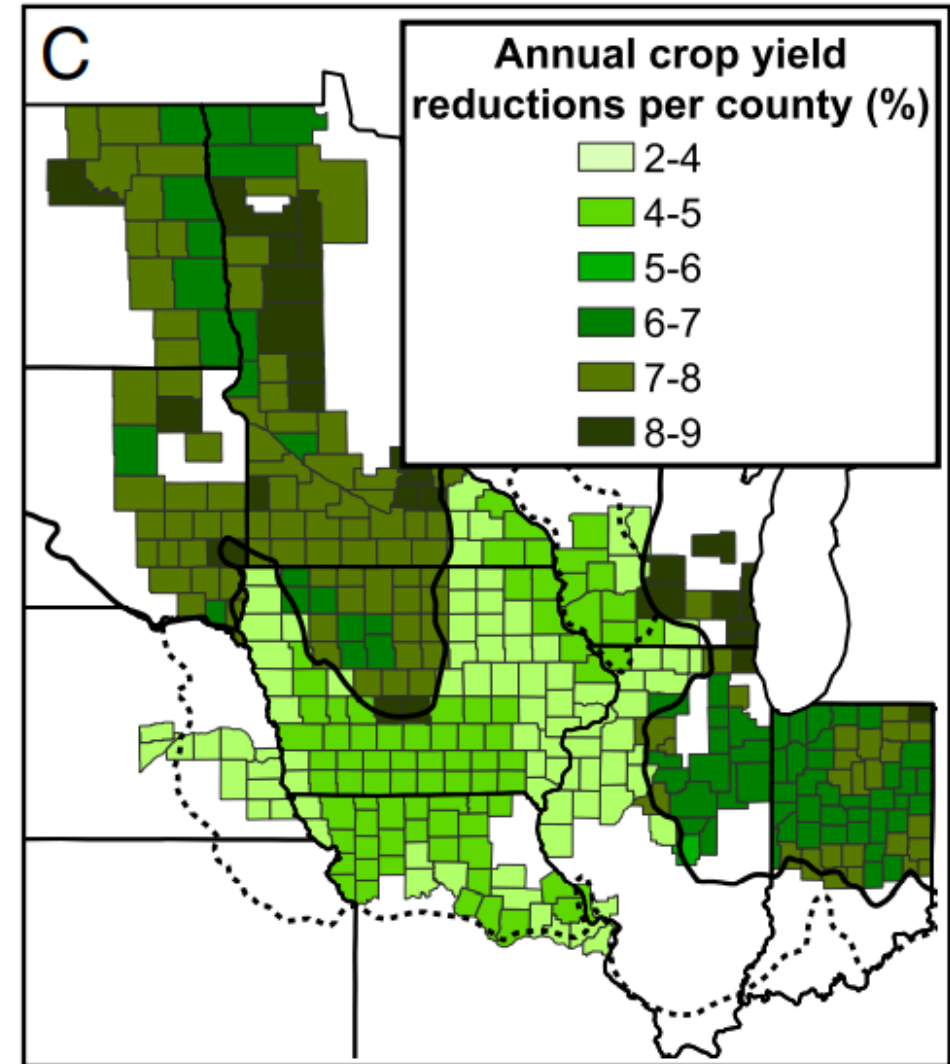 C
Annual crop yield
reductions per county (%)
2-4
4-5
5-6
6-7
7-8
8-9